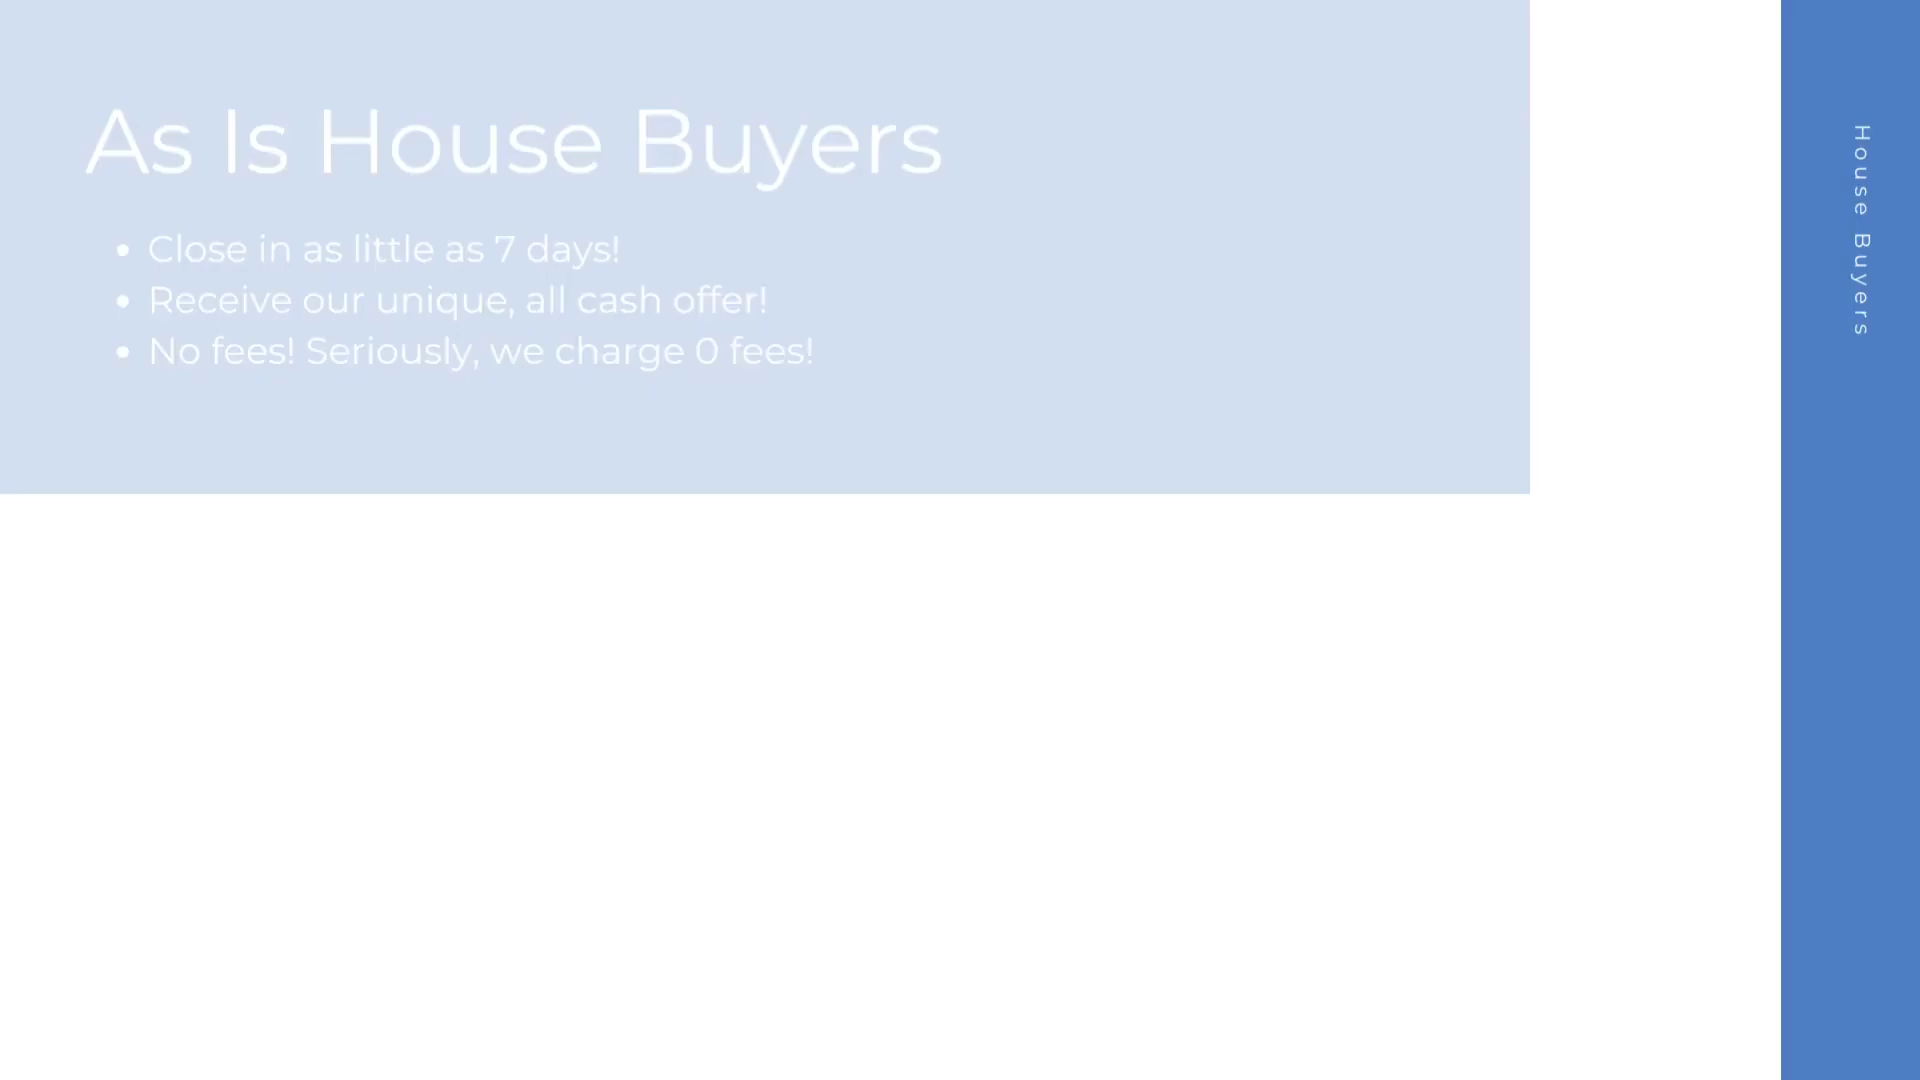 As Is House Buyers
• Close in as little as 7 days!
• Receive our unique, all cash offer!
• No fees! Seriously, we charge 0 fees!
House Buyers